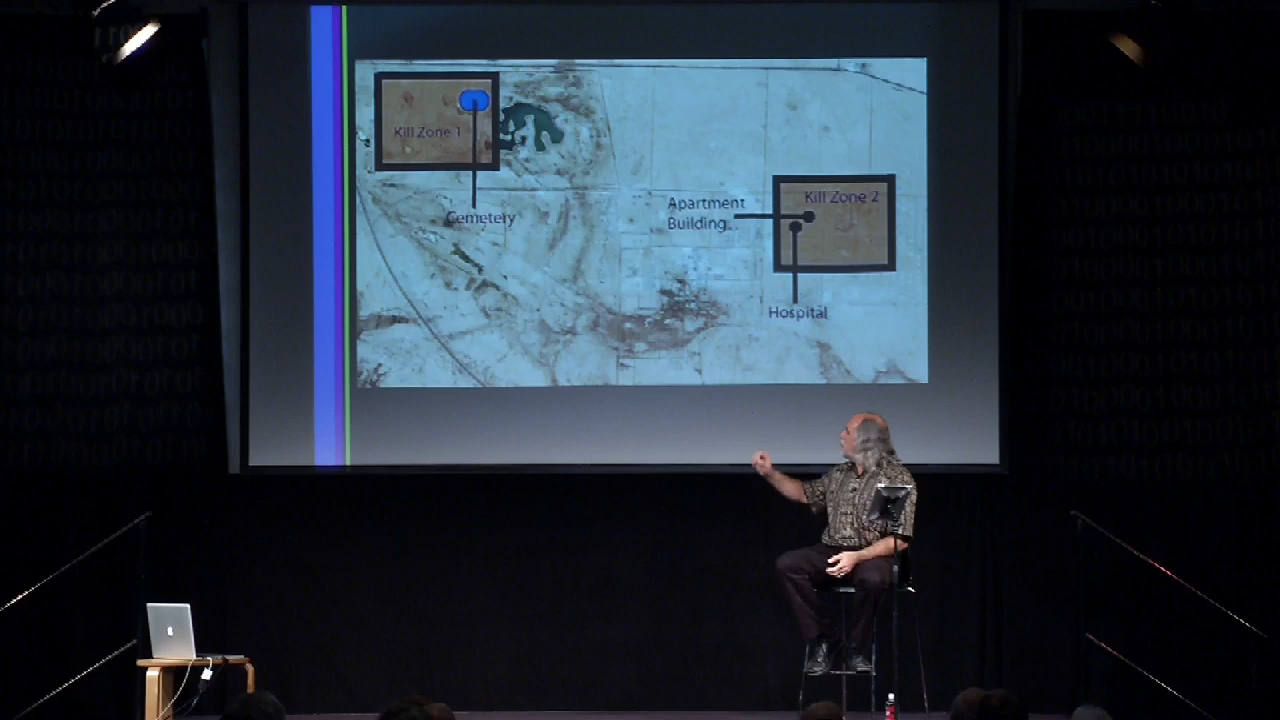 Kill Zone 1
Cemetery
Apartment
Building
Kill Zone 2
Hospital